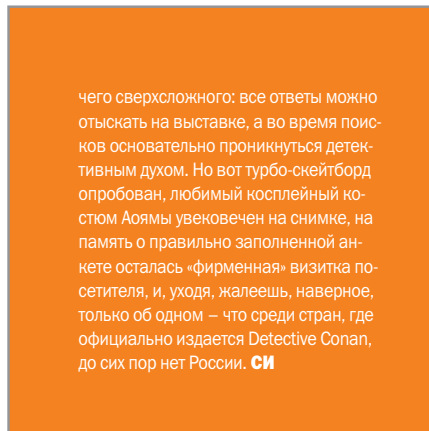 чего сверхсложного: все ответы можно
отыскать на выставке, а во время поис-
ков основательно проникнуться детек-
тивным духом. Но вот турбо-скейтборд
опробован, любимый косплейный ко-
стюм Аоямы увековечен на снимке, на
память о правильно заполненной ан-
кете осталась «фирменная» визитка по-
сетителя, и, уходя, жалеешь, наверное,
только об одном – что среди стран, где
официально издается Detective Conan,
до сих пор нет России. СИ